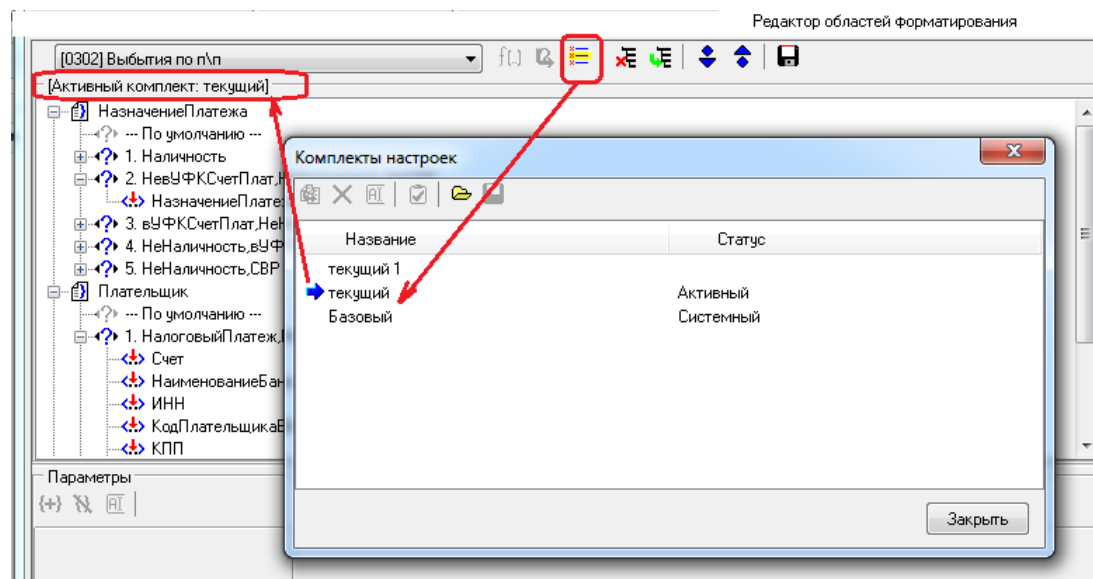 Редактор областей форматирования
[0302] Выбытия по п\п
f(..)
[Активный комплект: текущий]
НазначениеПлатежа
--- По умолчанию ---
1. Наличность
2. НевУФКСчетПлат,Н
НазначениеПлате
3. вУФКСчетПлат,НеН
4. НеНаличность,вУФ
5. НеНаличность,СВР
Плательщик
--- По умолчанию ---
1. НалоговыйПлатеж,
Счет
НаименованиеБан
ИНН
КодПлательщикаБ
КПП
Параметры
Комплекты настроек
Название Статус
текущий 1
текущий Активный
Базовый Системный
Закрыть